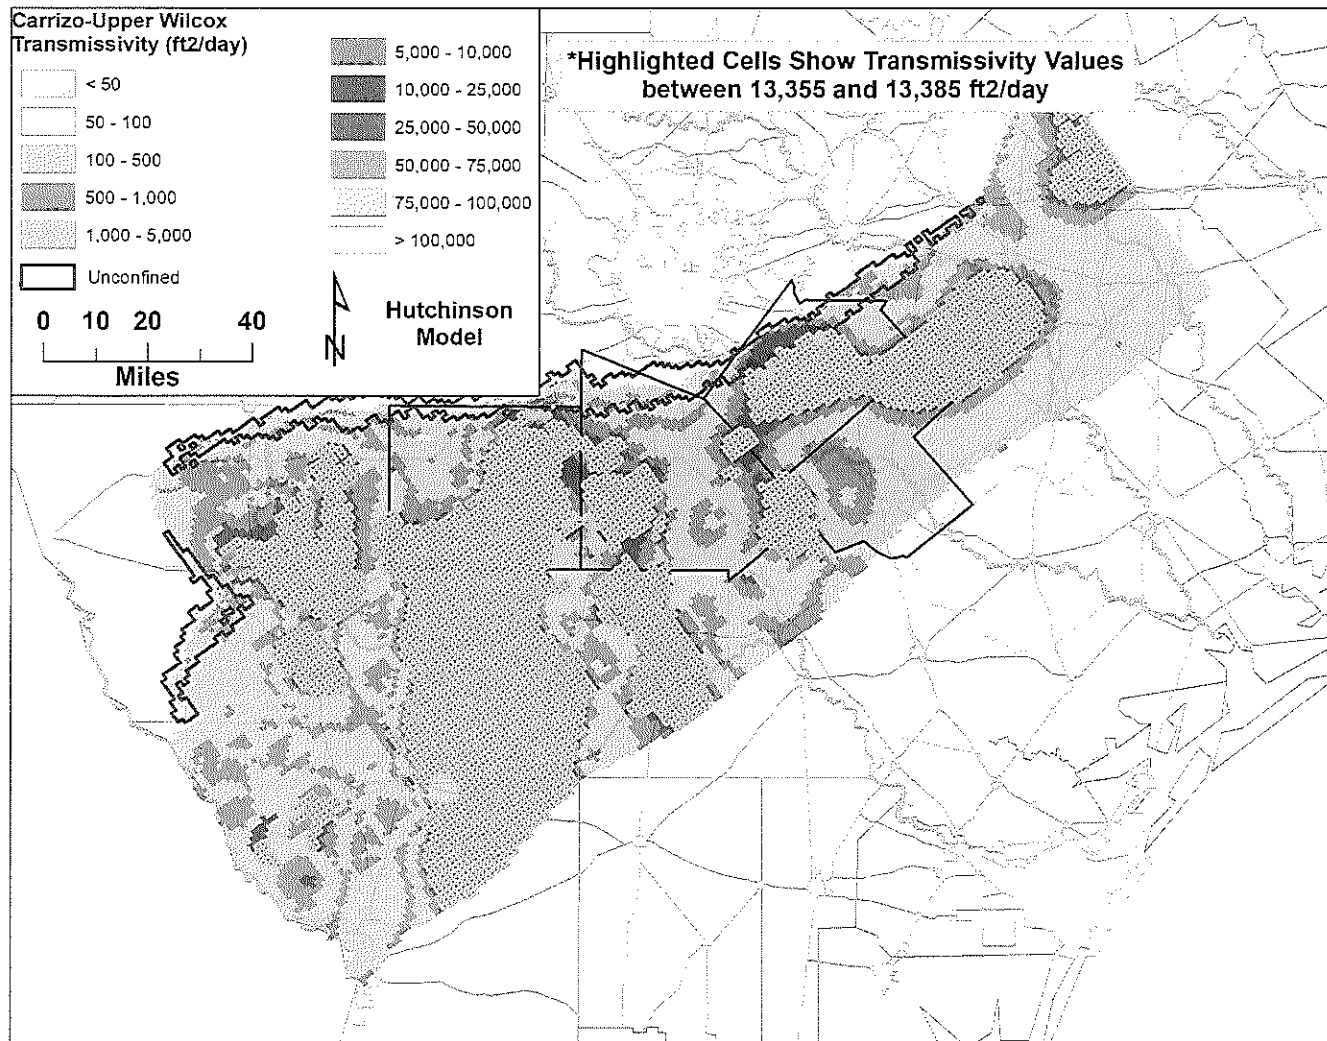 Carrizo-Upper Wilcox
Transmissivity (ft2/day)
< 50
50 - 100
100 - 500
500 - 1,000
1,000 - 5,000
Unconfined
5,000 - 10,000
10,000 - 25,000
25,000 - 50,000
50,000 - 75,000
75,000 - 100,000
> 100,000
0 10 20 40
Miles
N
Hutchinson
Model
*Highlighted Cells Show Transmissivity Values
between 13,355 and 13,385 ft2/day